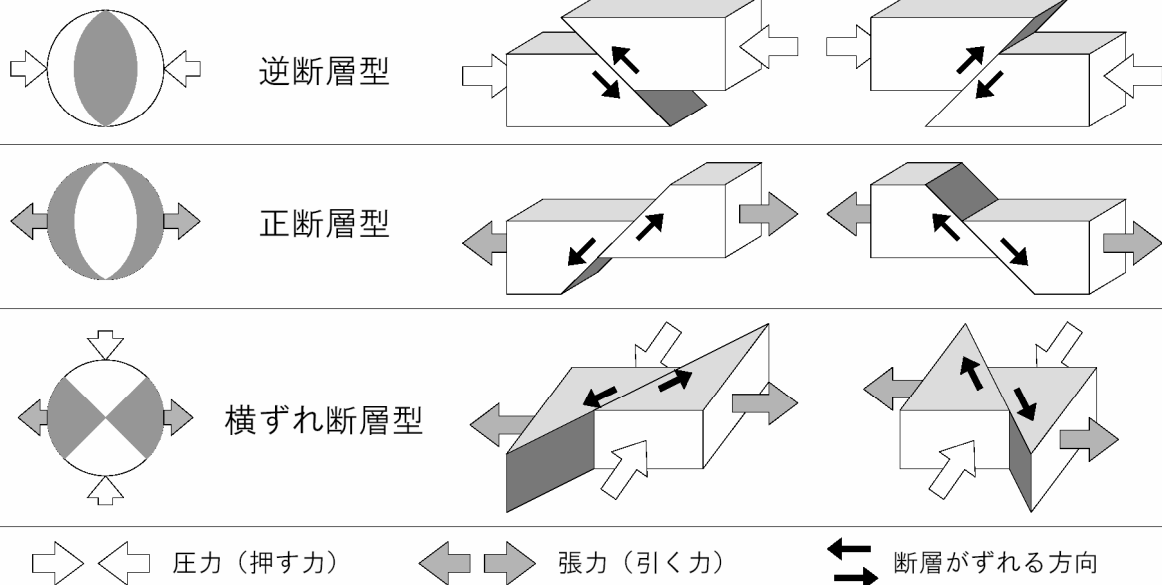 逆断層型
正断層型
横ずれ断層型
圧力（押す力）
張力（引く力）
断層がずれる方向